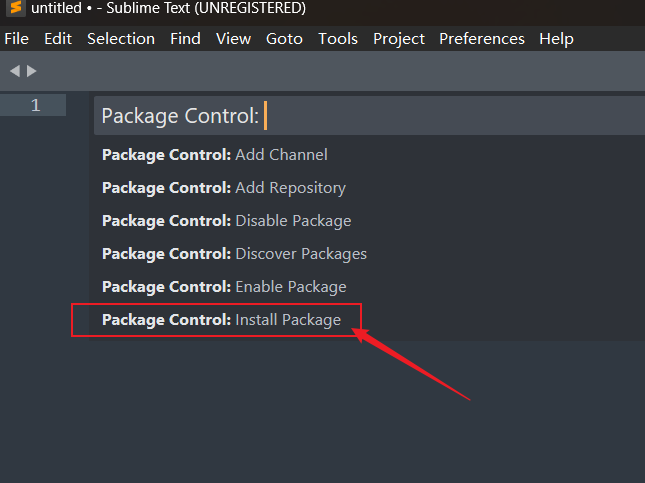 untitled • - Sublime Text (UNREGISTERED)
File Edit Selection Find View Goto Tools Project Preferences Help
1
Package Control:
Package Control: Add Channel
Package Control: Add Repository
Package Control: Disable Package
Package Control: Discover Packages
Package Control: Enable Package
Package Control: Install Package